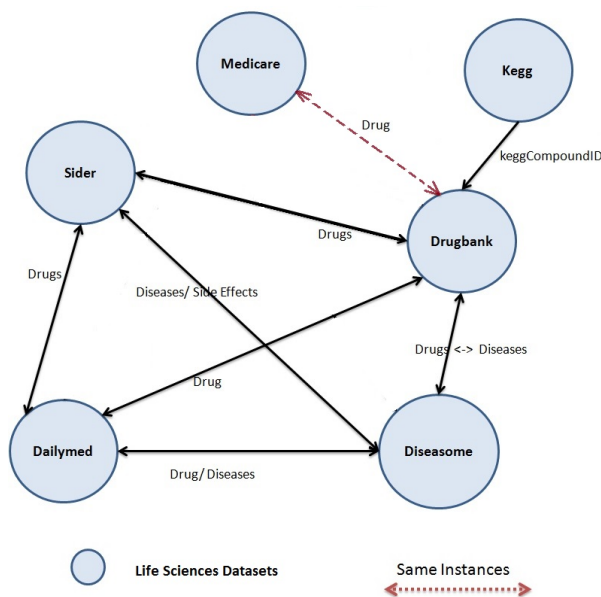 Medicare
Kegg
Drug
keggCompoundID
Sider
Drugs
Drugbank
Drugs
Diseases/ Side Effects
Drugs <-> Diseases
Drug
Dailymed
Diseasome
Drug/ Diseases
Life Sciences Datasets
Same Instances